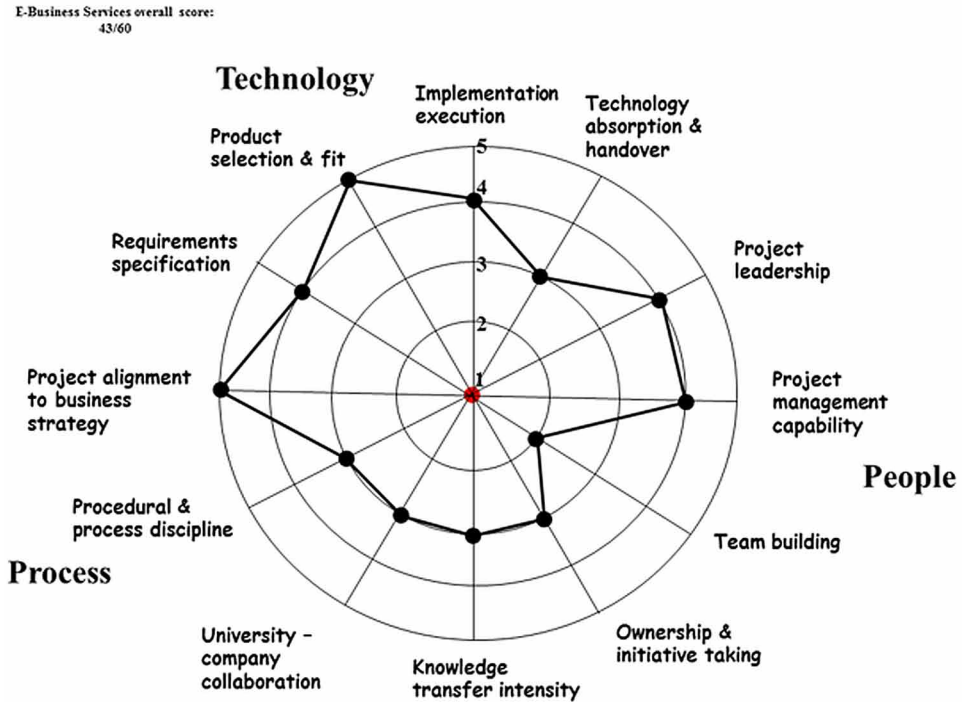 E-Business Services overall score:
43/60
Technology
Implementation
execution
Technology
absorption &
handover
Product
selection & fit
5
4
Requirements
specification
Project
leadership
3
2
Project alignment
to business
strategy
1
Project
management
capability
People
Procedural &
process discipline
Team building
Process
University –
company
collaboration
Knowledge
transfer intensity
Ownership &
initiative taking